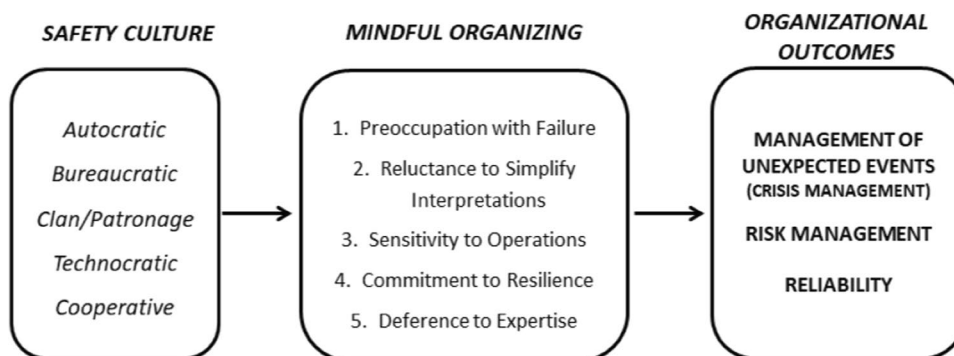 SAFETY CULTURE
Autocratic
Bureaucratic
Clan/Patronage
Technocratic
Cooperative
MINDFUL ORGANIZING
1. Preoccupation with Failure
2. Reluctance to Simplify
Interpretations
3. Sensitivity to Operations
4. Commitment to Resilience
5. Deference to Expertise
ORGANIZATIONAL
OUTCOMES
MANAGEMENT OF
UNEXPECTED EVENTS
(CRISIS MANAGEMENT)
RISK MANAGEMENT
RELIABILITY